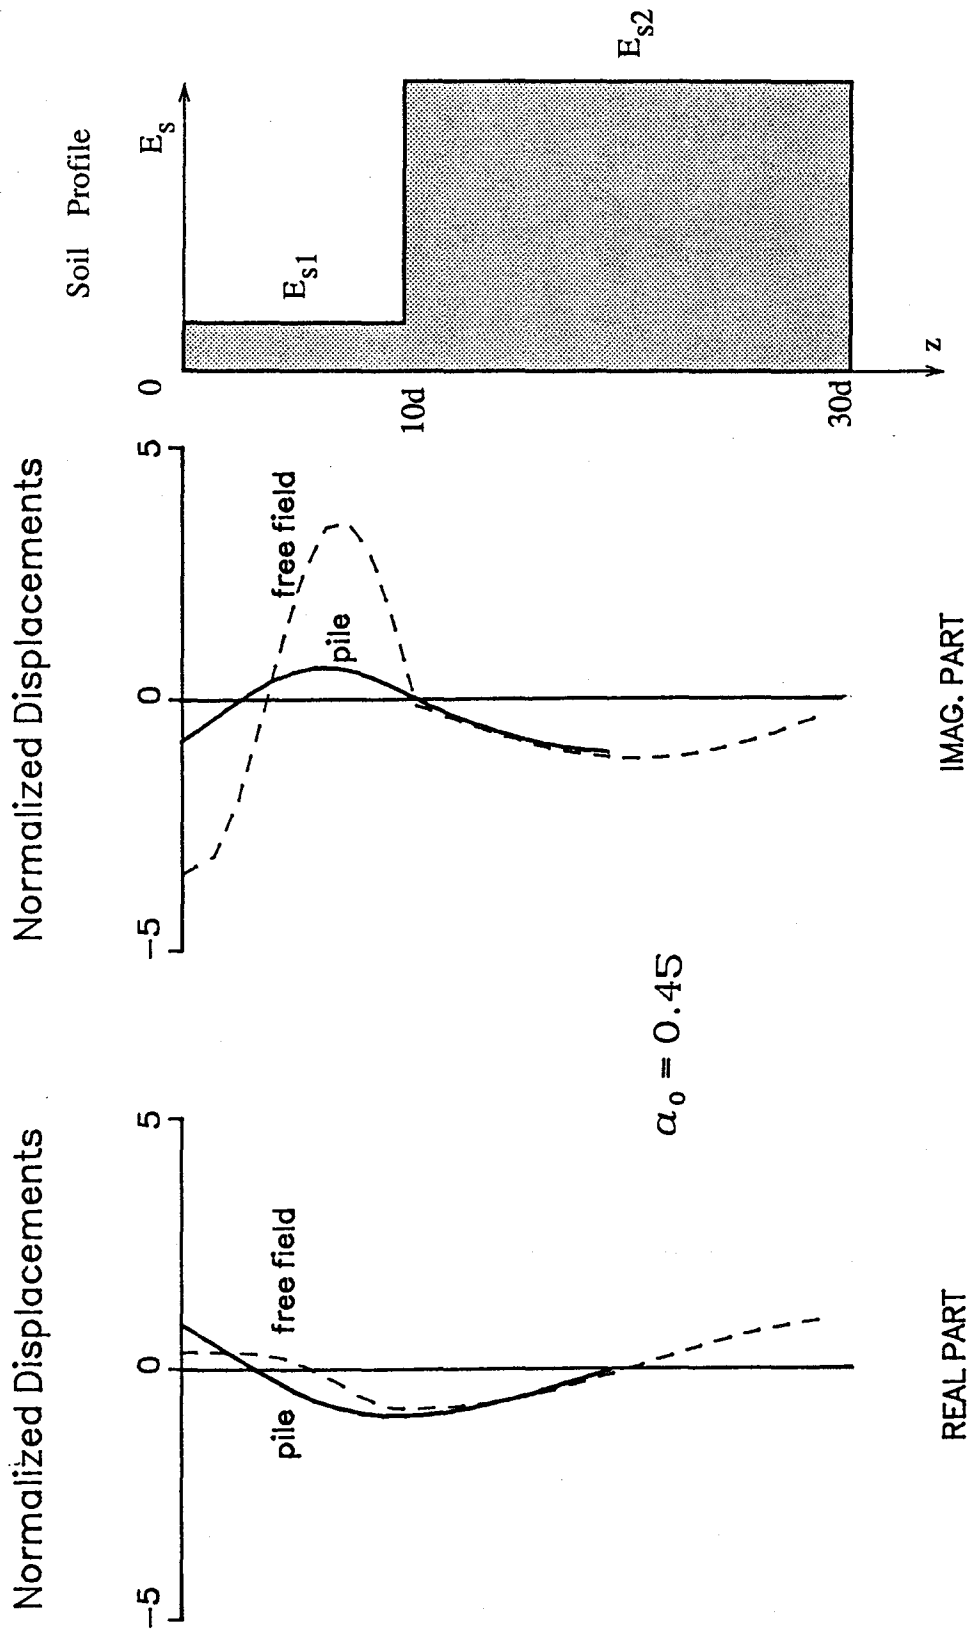 Normalized Displacements
-5
0
5
pile
free field
REAL PART
α₀ = 0.45
Normalized Displacements
-5
0
5
free field
pile
IMAG. PART
Soil Profile
0
E_s
E_s1
E_s2
10d
30d
z